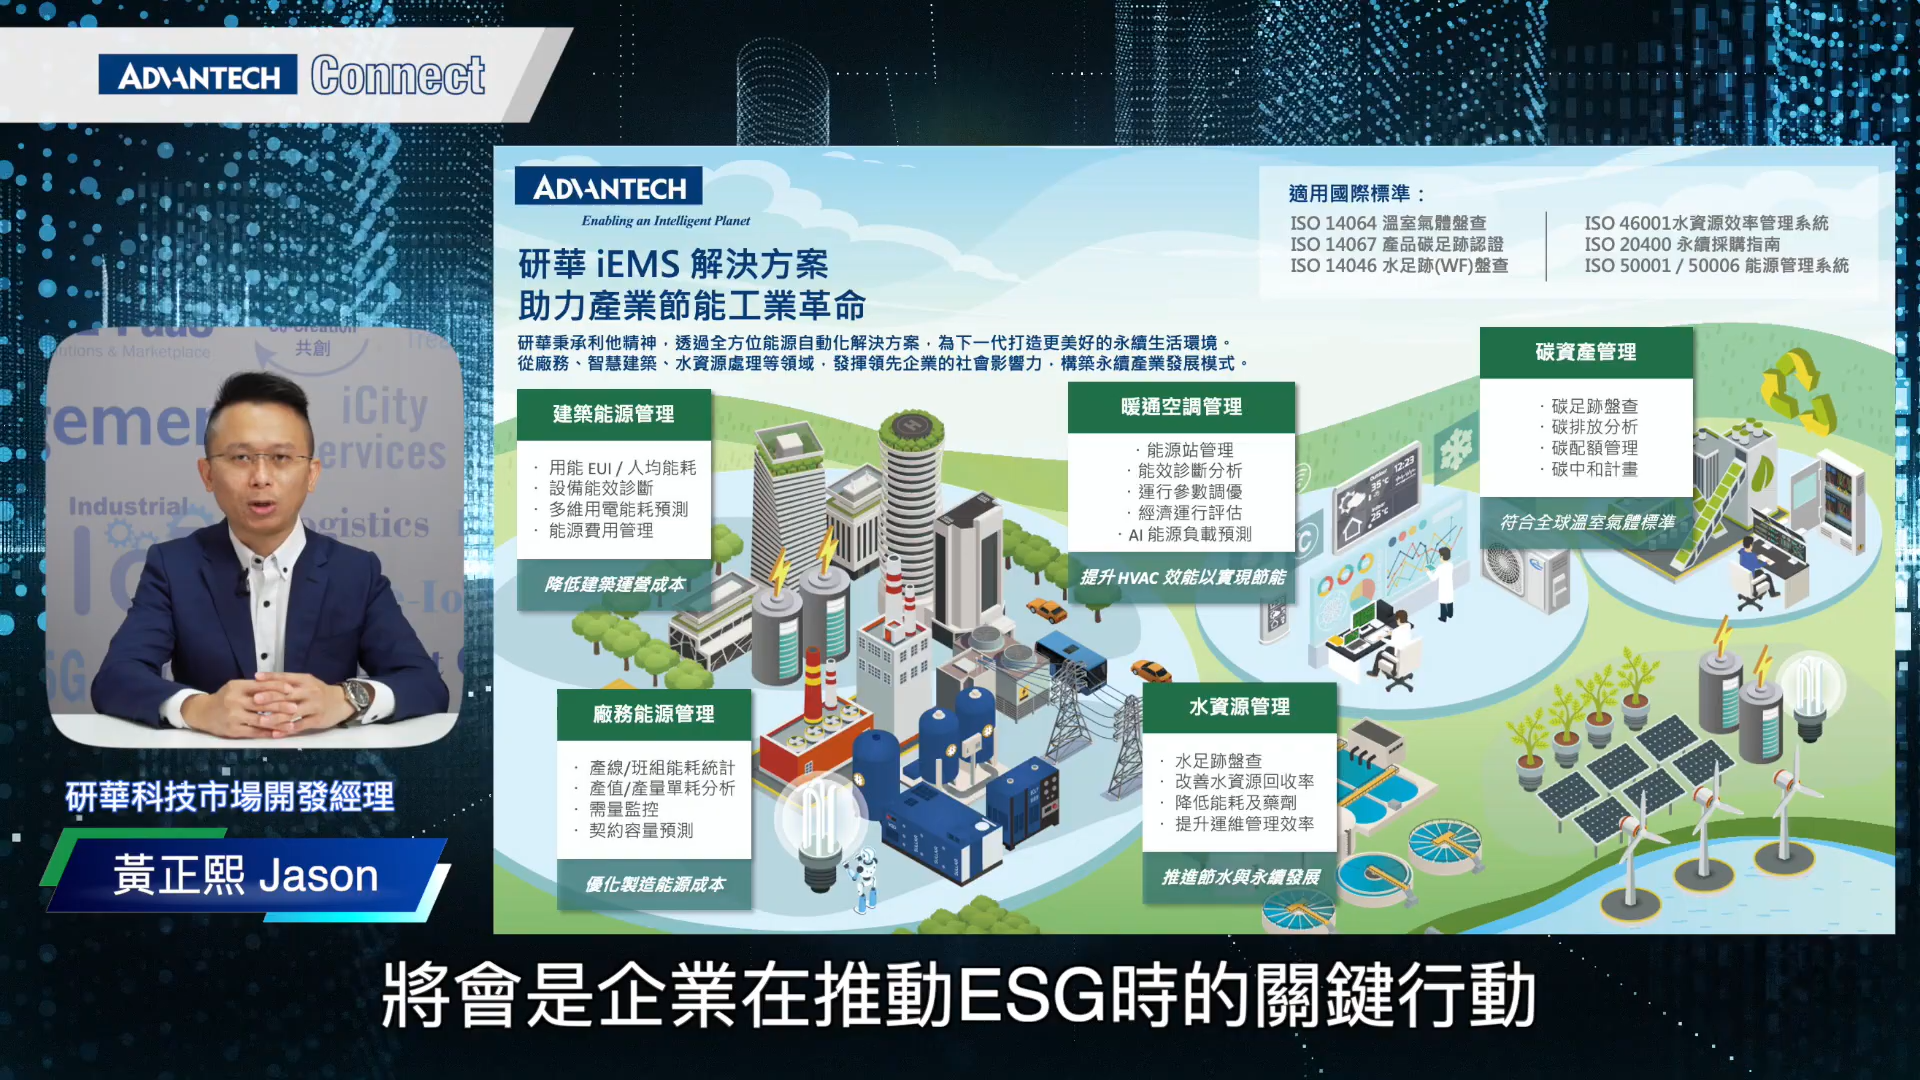 ADVANTECH Connect
ADVANTECH
Enabling an Intelligent Planet
研華 iEMS 解決方案
助力產業節能工業革命
研華秉承利他精神，透過全方位能源自動化解決方案，為下一代打造更美好的永續生活環境。
從廠務、智慧建築、水資源處理等領域，發揮領先企業的社會影響力，構築永續產業發展模式。
適用國際標準：
ISO 14064 溫室氣體盤查
ISO 14067 產品碳足跡認證
ISO 14046 水足跡(WF)盤查
ISO 46001水資源效率管理系統
ISO 20400 永續採購指南
ISO 50001 / 50006 能源管理系統
建築能源管理
· 用能 EUI / 人均能耗
· 設備能效診斷
· 多維用電能耗預測
· 能源費用管理
降低建築運營成本
暖通空調管理
· 能源站管理
· 能效診斷分析
· 運行參數調優
· 經濟運行評估
· AI 能源負載預測
提升 HVAC 效能以實現節能
碳資產管理
· 碳足跡盤查
· 碳排放分析
· 碳配額管理
· 碳中和計畫
符合全球溫室氣體標準
12:23
35°C
25°C
廠務能源管理
· 產線/班組能耗統計
· 產值/產量單耗分析
· 需量監控
· 契約容量預測
優化製造能源成本
水資源管理
· 水足跡盤查
· 改善水資源回收率
· 降低能耗及藥劑
· 提升運維管理效率
推進節水與永續發展
utions & Marketplace
共創
iCity
ervices
Industrial
gistics
5G
研華科技市場開發經理
黃正熙 Jason
將會是企業在推動ESG時的關鍵行動